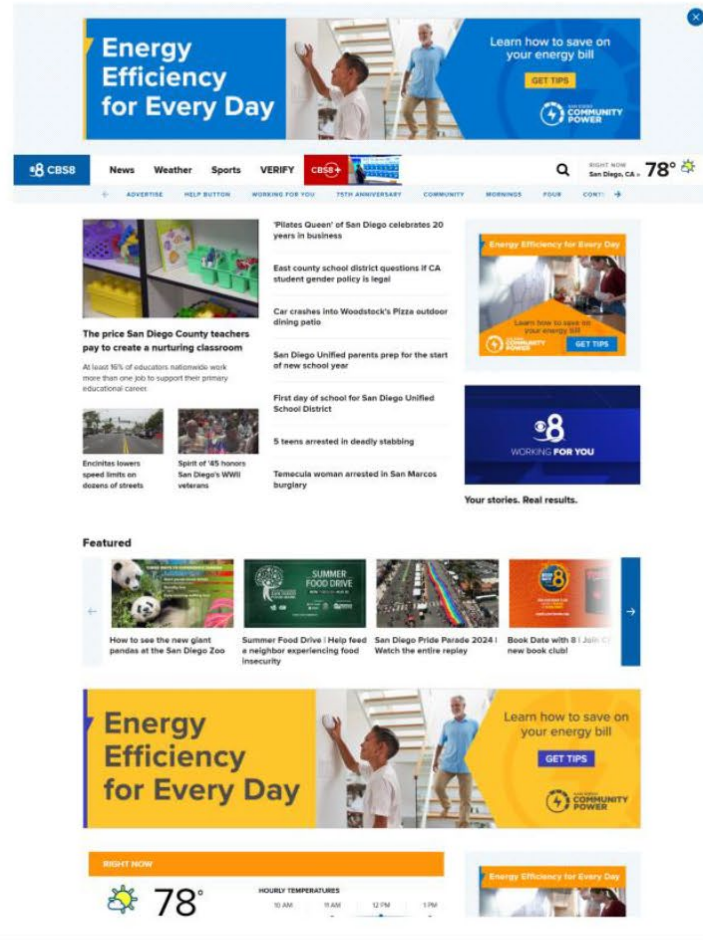 Energy
Efficiency
for Every Day
Learn how to save on
your energy bill
GET TIPS
SAN DIEGO
COMMUNITY
POWER
8 CBS8
News
Weather
Sports
VERIFY
CBS8+
RIGHT NOW
San Diego, CA »
78°
ADVERTISE
HELP BUTTON
WORKING FOR YOU
75TH ANNIVERSARY
COMMUNITY
MORNINGS
FOUR
CONT
The price San Diego County teachers
pay to create a nurturing classroom
At least 16% of educators nationwide work
more than one job to support their primary
educational career.
Encinitas lowers
speed limits on
dozens of streets
Spirit of '45 honors
San Diego's WWII
veterans
'Pilates Queen' of San Diego celebrates 20
years in business
East county school district questions if CA
student gender policy is legal
Car crashes into Woodstock's Pizza outdoor
dining patio
San Diego Unified parents prep for the start
of new school year
First day of school for San Diego Unified
School District
5 teens arrested in deadly stabbing
Temecula woman arrested in San Marcos
burglary
Energy Efficiency for Every Day
Learn how to save on
your energy bill
COMMUNITY
POWER
GET TIPS
8
WORKING FOR YOU
Your stories. Real results.
Featured
How to see the new giant
pandas at the San Diego Zoo
SUMMER
FOOD DRIVE
Summer Food Drive | Help feed
a neighbor experiencing food
insecurity
San Diego Pride Parade 2024 |
Watch the entire replay
8
Book Date with 8 | Join C
new book club!
Energy
Efficiency
for Every Day
Learn how to save on
your energy bill
GET TIPS
SAN DIEGO
COMMUNITY
POWER
RIGHT NOW
78°
HOURLY TEMPERATURES
10 AM
11 AM
12 PM
1 PM
Energy Efficiency for Every Day